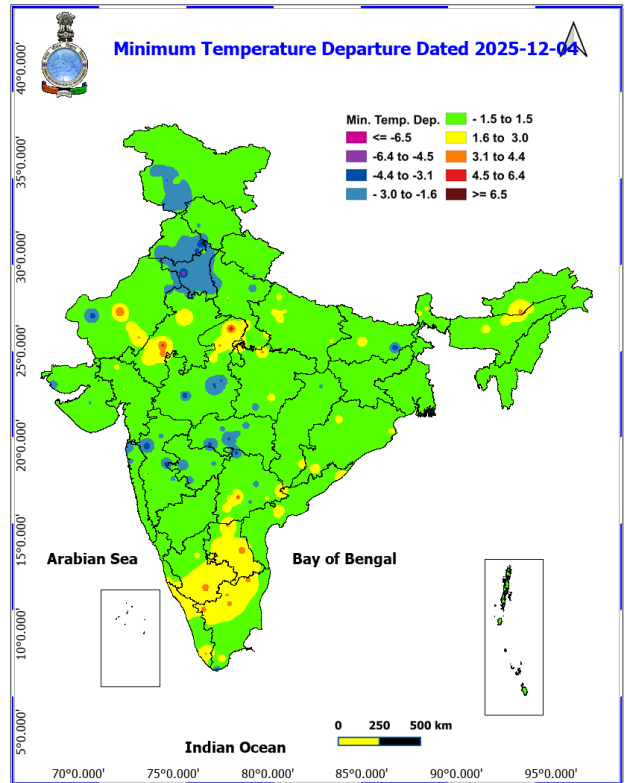 Minimum Temperature Departure Dated 2025-12-04
Min. Temp. Dep.
<= -6.5
-6.4 to -4.5
-4.4 to -3.1
- 3.0 to -1.6
- 1.5 to 1.5
1.6 to 3.0
3.1 to 4.4
4.5 to 6.4
>= 6.5
40°0.000'
35°0.000'
30°0.000'
25°0.000'
20°0.000'
15°0.000'
10°0.000'
5°0.000'
Arabian Sea
Bay of Bengal
Indian Ocean
0 250 500 km
70°0.000' 75°0.000' 80°0.000' 85°0.000' 90°0.000' 95°0.000'